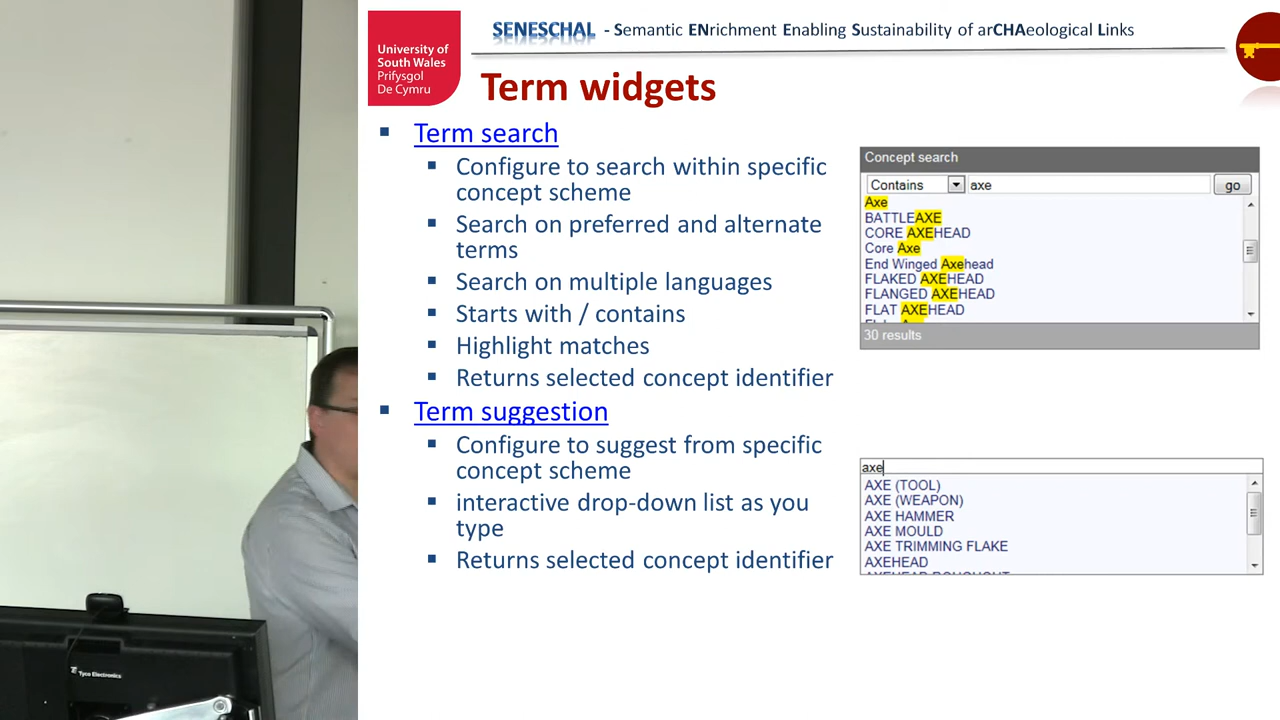 University of
South Wales
Prifysgol
De Cymru
SENESCHAL - Semantic ENrichment Enabling Sustainability of arCHAeological Links
Term widgets
Term search
Configure to search within specific
concept scheme
Search on preferred and alternate
terms
Search on multiple languages
Starts with / contains
Highlight matches
Returns selected concept identifier
Term suggestion
Configure to suggest from specific
concept scheme
interactive drop-down list as you
type
Returns selected concept identifier
Concept search
Contains axe go
Axe
BATTLEAXE
CORE AXEHEAD
Core Axe
End Winged Axehead
FLAKED AXEHEAD
FLANGED AXEHEAD
FLAT AXEHEAD
30 results
axe
AXE (TOOL)
AXE (WEAPON)
AXE HAMMER
AXE MOULD
AXE TRIMMING FLAKE
AXEHEAD
Tyco Electronics